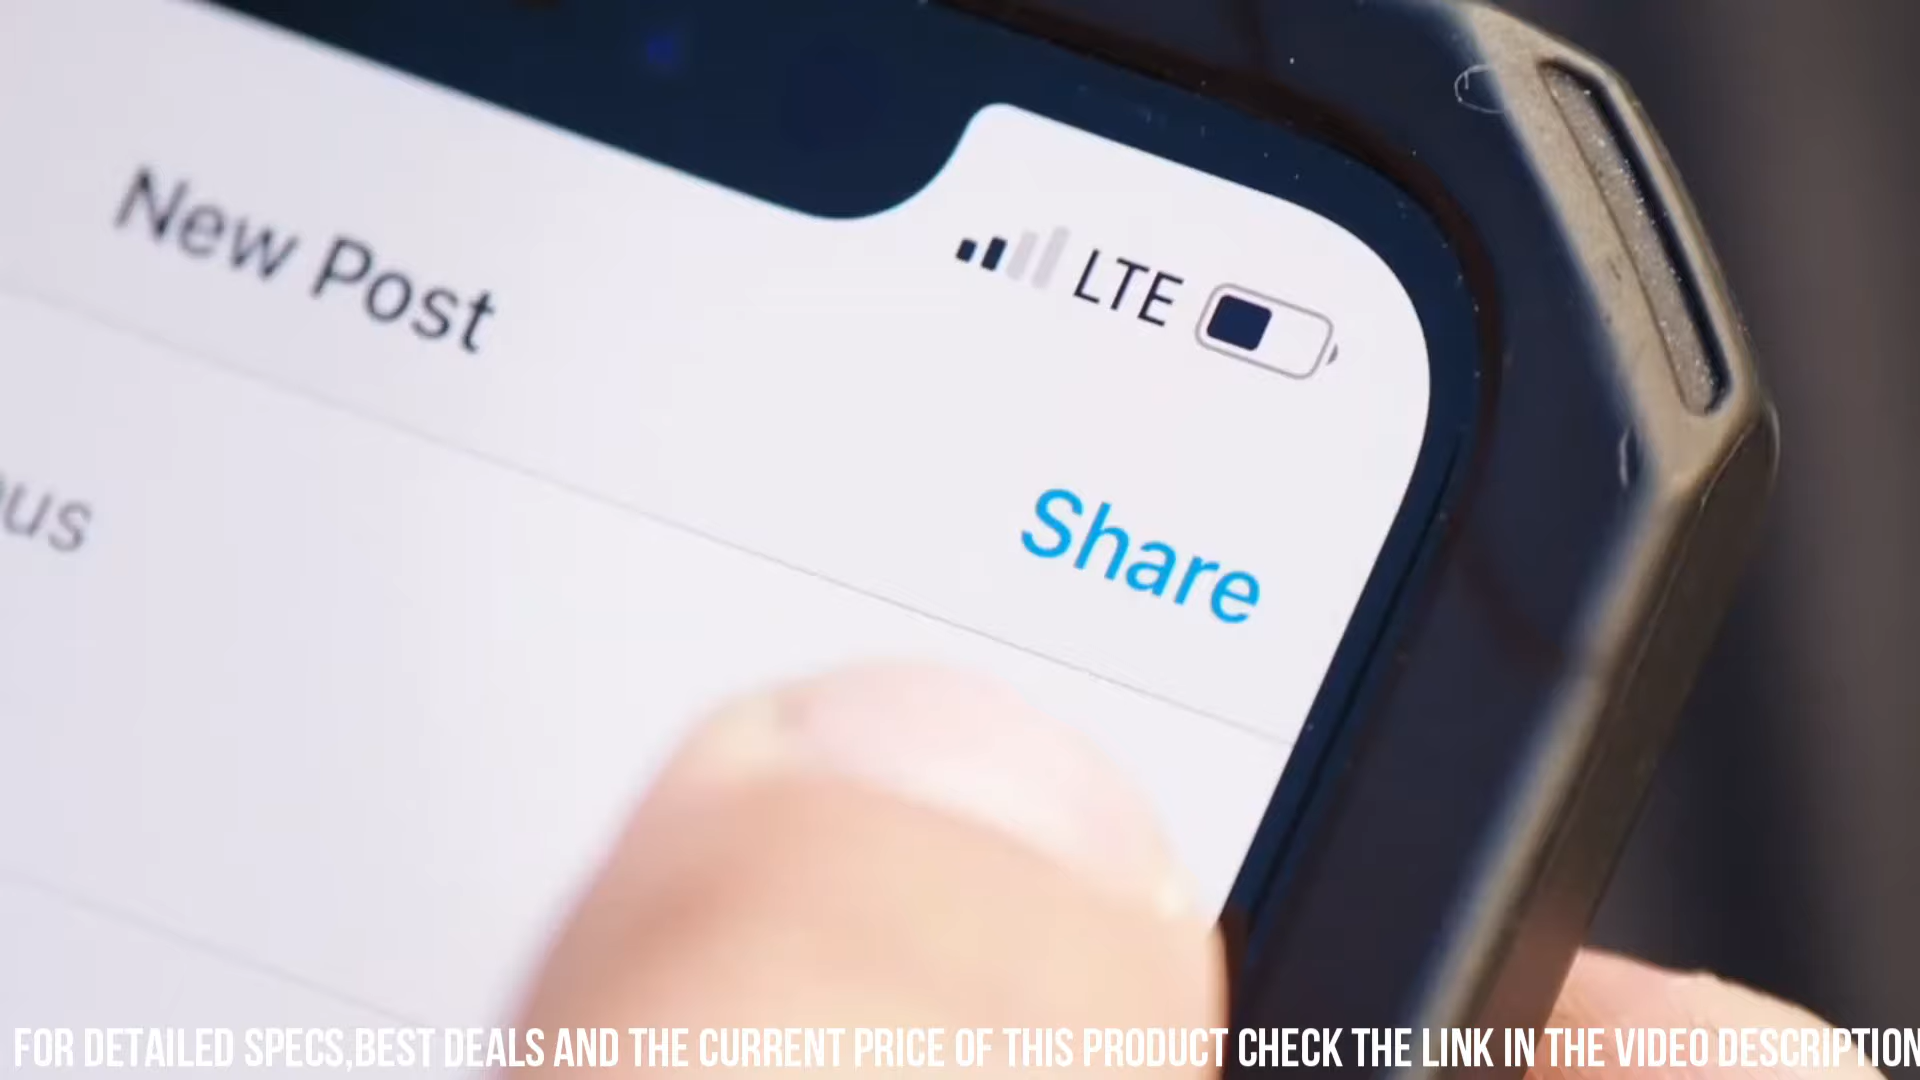 New Post
LTE
Share
ous
FOR DETAILED SPECS,BEST DEALS AND THE CURRENT PRICE OF THIS PRODUCT CHECK THE LINK IN THE VIDEO DESCRIPTION